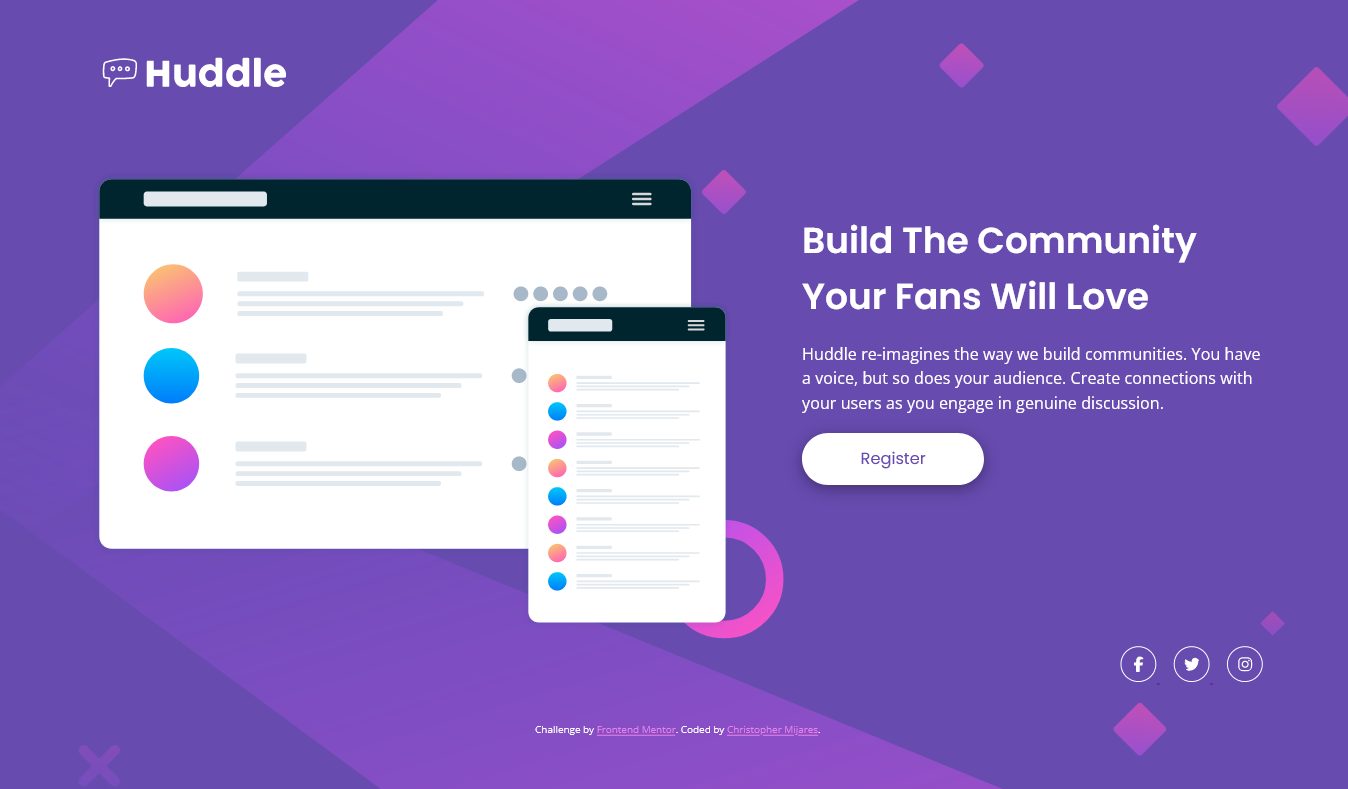 Huddle
Build The Community
Your Fans Will Love
Huddle re-imagines the way we build communities. You have
a voice, but so does your audience. Create connections with
your users as you engage in genuine discussion.
Register
Challenge by Frontend Mentor. Coded by Christopher Mijares.